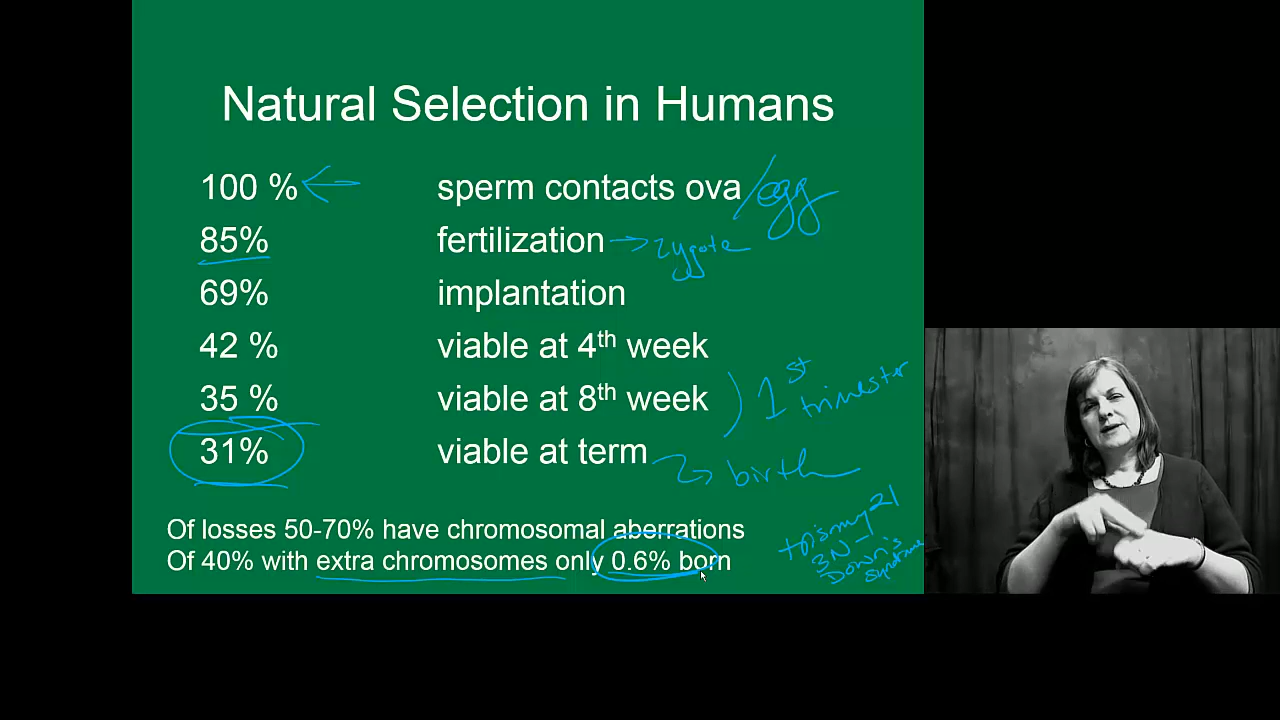 Natural Selection in Humans
100 % ← sperm contacts ova /egg
85% fertilization → zygote
69% implantation
42 % viable at 4th week
35 % viable at 8th week ) 1st trimester
31% viable at term → birth
Of losses 50-70% have chromosomal aberrations
Of 40% with extra chromosomes only 0.6% born
trisomy 21
3N-1
Down's
syndrome